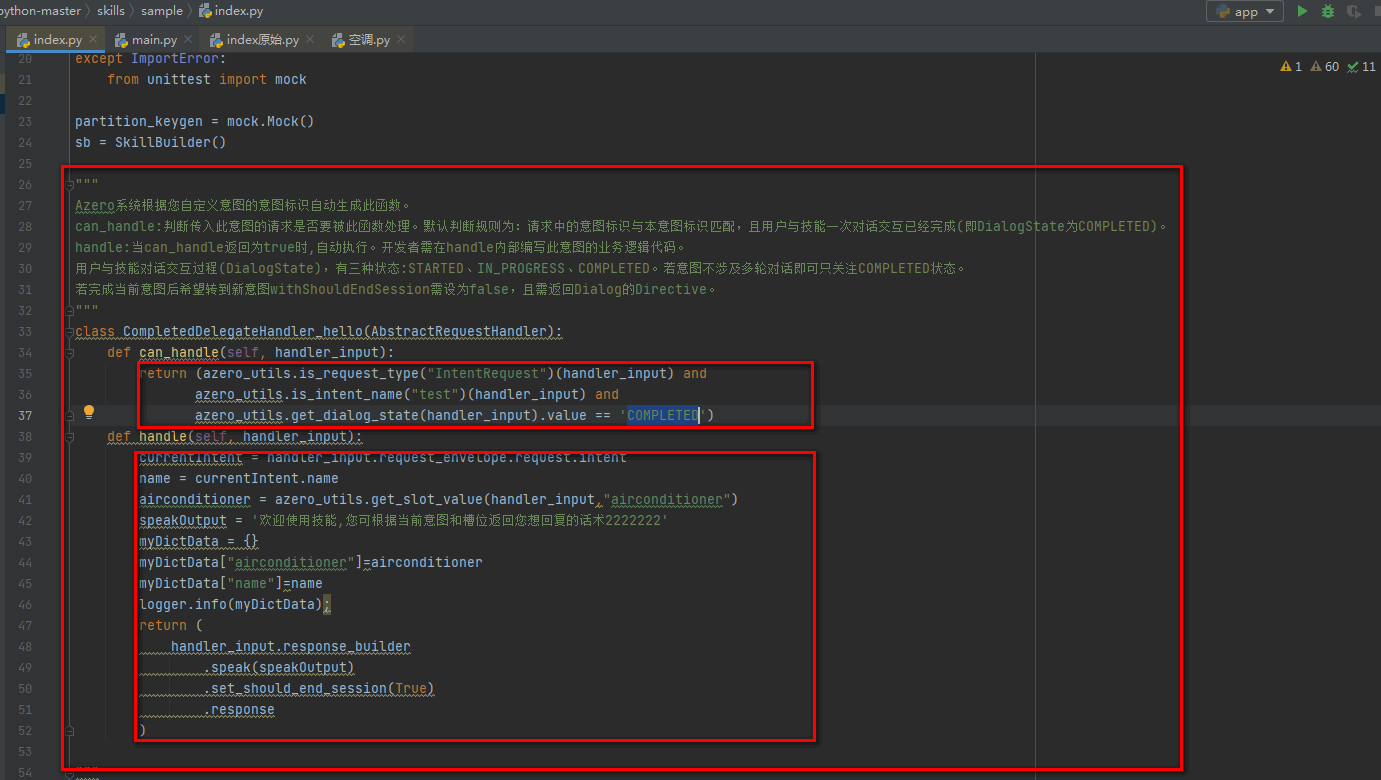 python-master › skills › sample › index.py
app
index.py × main.py × index原始.py × 空调.py ×
1 60 11
20 except ImportError:
21 from unittest import mock
22
23 partition_keygen = mock.Mock()
24 sb = SkillBuilder()
25
26 """
27 Azero系统根据您自定义意图的意图标识自动生成此函数。
28 can_handle:判断传入此意图的请求是否要被此函数处理。默认判断规则为：请求中的意图标识与本意图标识匹配，且用户与技能一次对话交互已经完成(即DialogState为COMPLETED)。
29 handle:当can_handle返回为true时,自动执行。开发者需在handle内部编写此意图的业务逻辑代码。
30 用户与技能对话交互过程(DialogState)，有三种状态:STARTED、IN_PROGRESS、COMPLETED。若意图不涉及多轮对话即可只关注COMPLETED状态。
31 若完成当前意图后希望转到新意图withShouldEndSession需设为false，且需返回Dialog的Directive。
32 """
33 class CompletedDelegateHandler_hello(AbstractRequestHandler):
34 def can_handle(self, handler_input):
35 return (azero_utils.is_request_type("IntentRequest")(handler_input) and
36 azero_utils.is_intent_name("test")(handler_input) and
37 azero_utils.get_dialog_state(handler_input).value == 'COMPLETED')
38 def handle(self, handler_input):
39 currentIntent = handler_input.request_envelope.request.intent
40 name = currentIntent.name
41 airconditioner = azero_utils.get_slot_value(handler_input,"airconditioner")
42 speakOutput = '欢迎使用技能,您可根据当前意图和槽位返回您想回复的话术2222222'
43 myDictData = {}
44 myDictData["airconditioner"]=airconditioner
45 myDictData["name"]=name
46 logger.info(myDictData);
47 return (
48 handler_input.response_builder
49 .speak(speakOutput)
50 .set_should_end_session(True)
51 .response
52 )
53
54 """